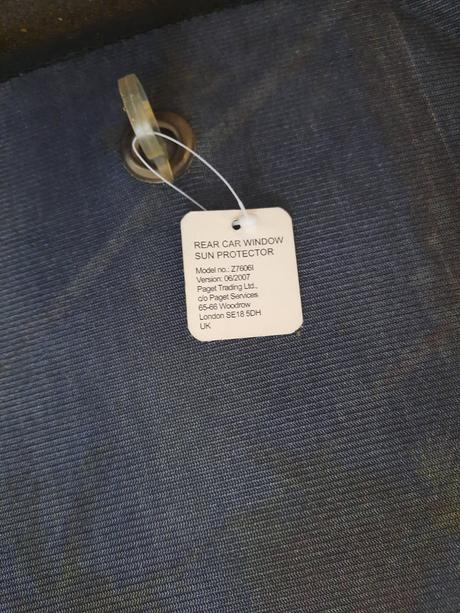 REAR CAR WINDOW
SUN PROTECTOR
Model no.: Z7606I
Version: 06/2007
Paget Trading Ltd.,
c/o Paget Services
65-66 Woodrow
London SE18 5DH
UK